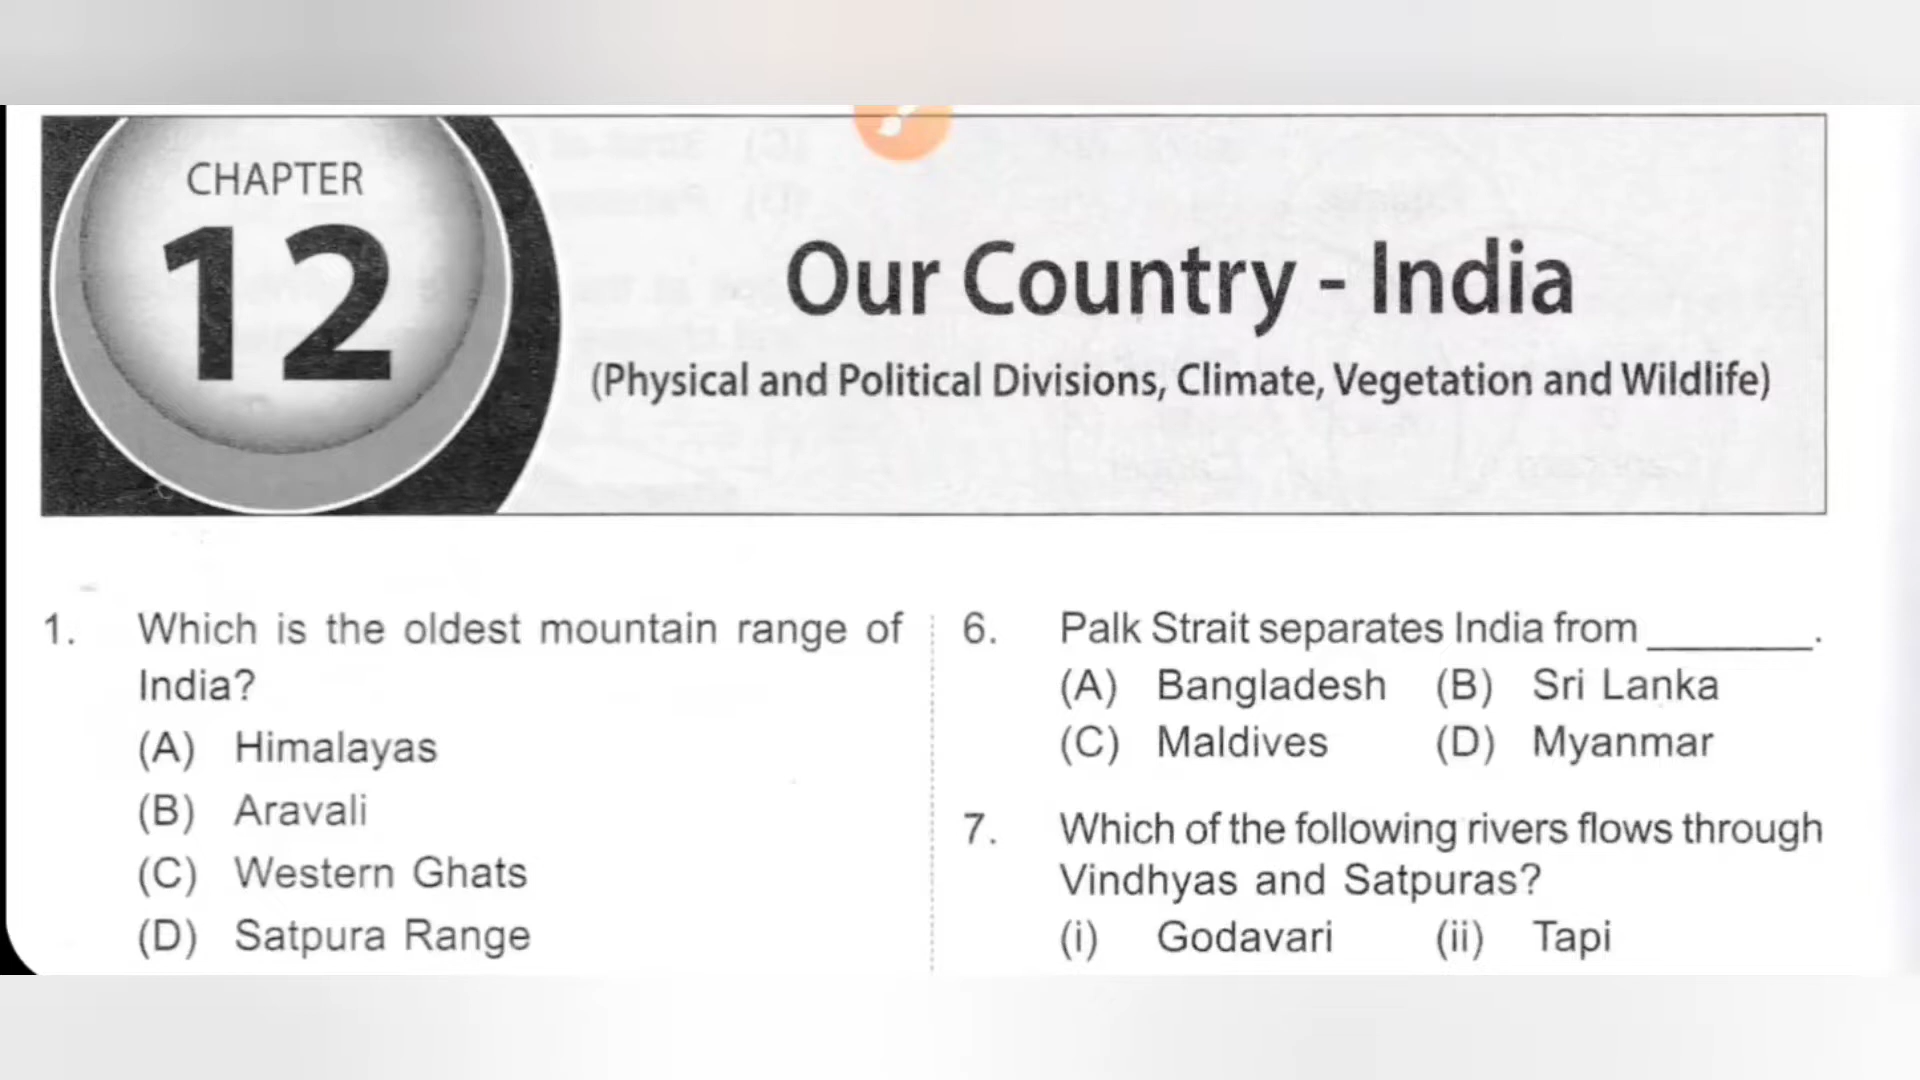 CHAPTER
12
Our Country - India
(Physical and Political Divisions, Climate, Vegetation and Wildlife)
1. Which is the oldest mountain range of
India?
(A) Himalayas
(B) Aravali
(C) Western Ghats
(D) Satpura Range
6. Palk Strait separates India from _______.
(A) Bangladesh (B) Sri Lanka
(C) Maldives (D) Myanmar
7. Which of the following rivers flows through
Vindhyas and Satpuras?
(i) Godavari (ii) Tapi